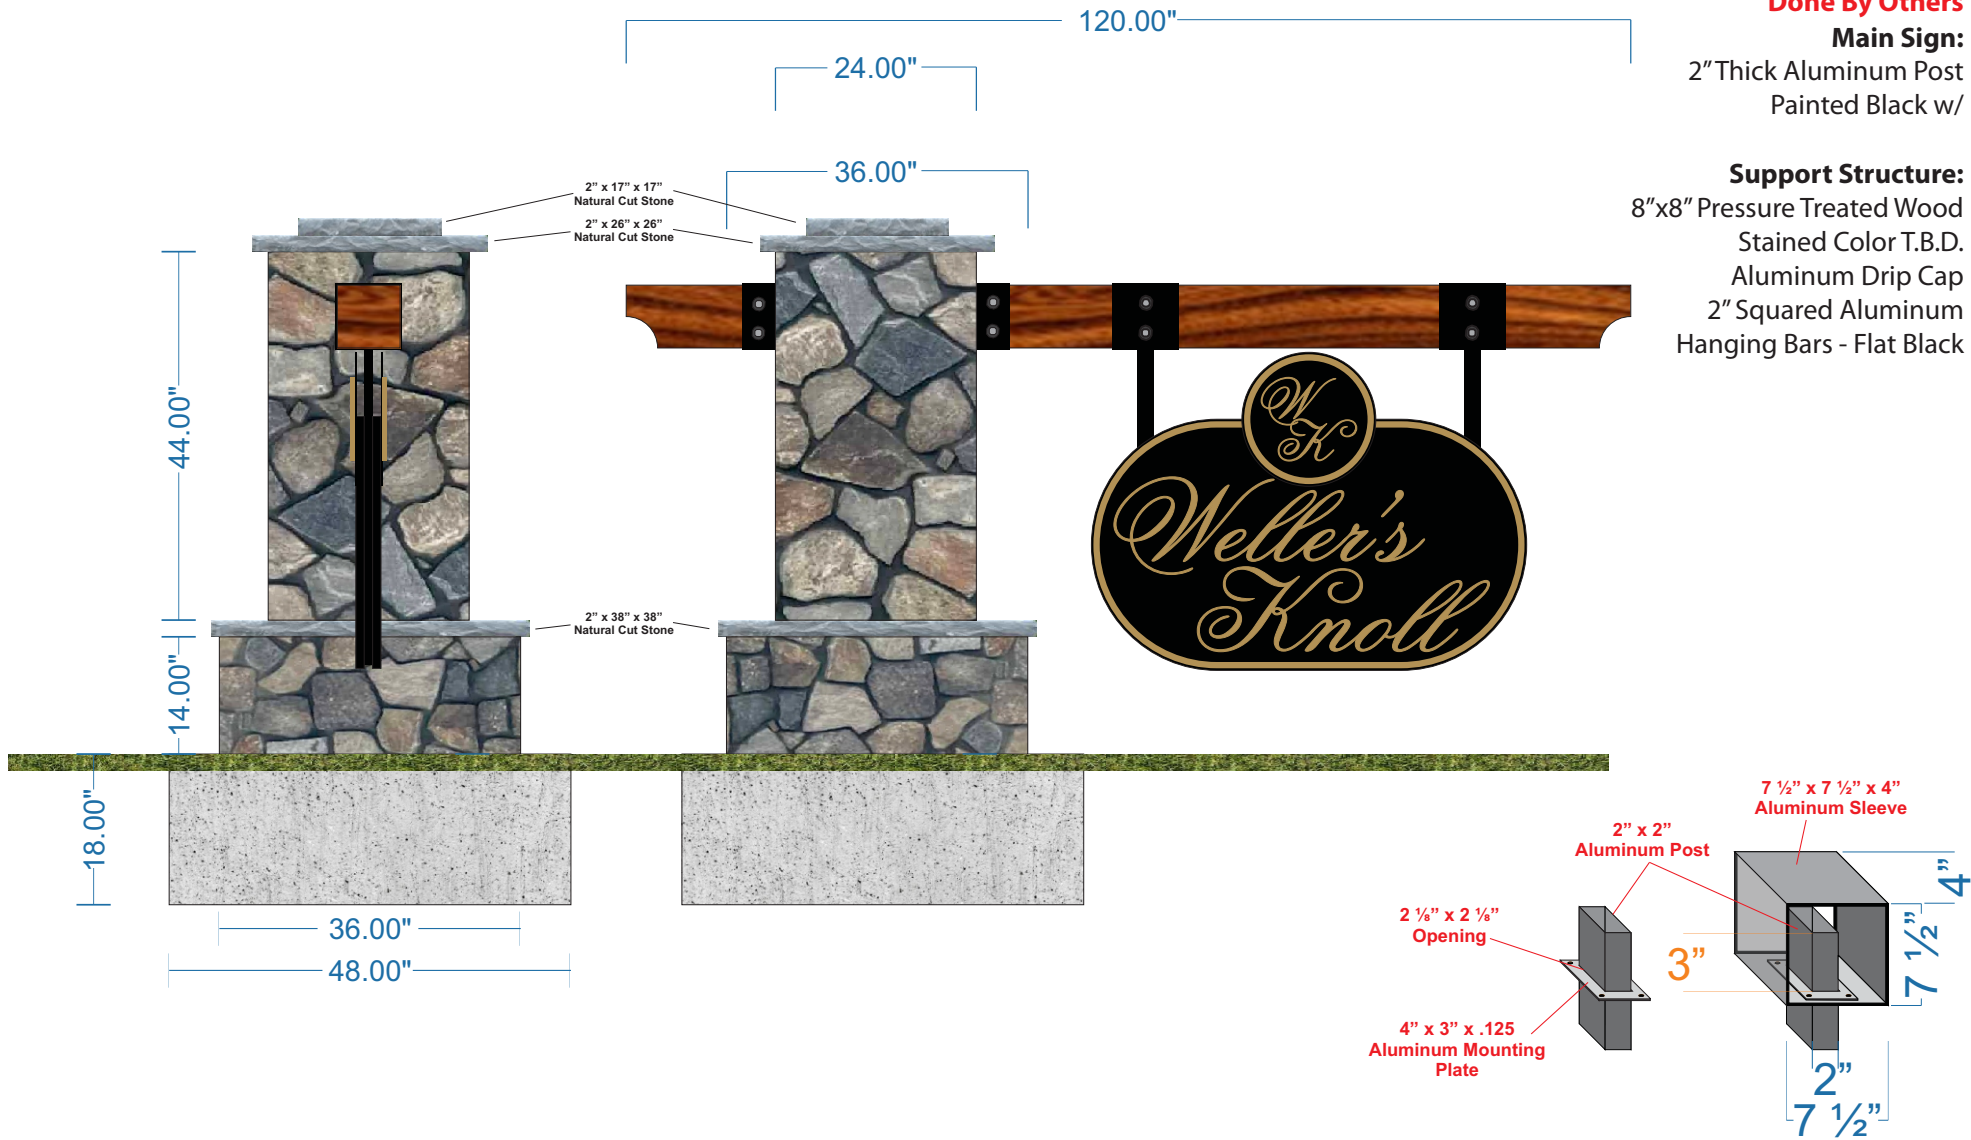 120.00"
24.00"
36.00"
Done By Others
Main Sign:
2” Thick Aluminum Post
Painted Black w/
Support Structure:
8”x8” Pressure Treated Wood
Stained Color T.B.D.
Aluminum Drip Cap
2” Squared Aluminum
Hanging Bars - Flat Black
2” x 17” x 17”
Natural Cut Stone
2” x 26” x 26”
Natural Cut Stone
44.00"
W
K
Weller's
Knoll
2” x 38” x 38”
Natural Cut Stone
14.00"
18.00"
36.00"
48.00"
7 ½” x 7 ½” x 4”
Aluminum Sleeve
2” x 2”
Aluminum Post
2 ⅛” x 2 ⅛”
Opening
4” x 3” x .125
Aluminum Mounting
Plate
3”
4”
7 ½”
2”
7 ½”